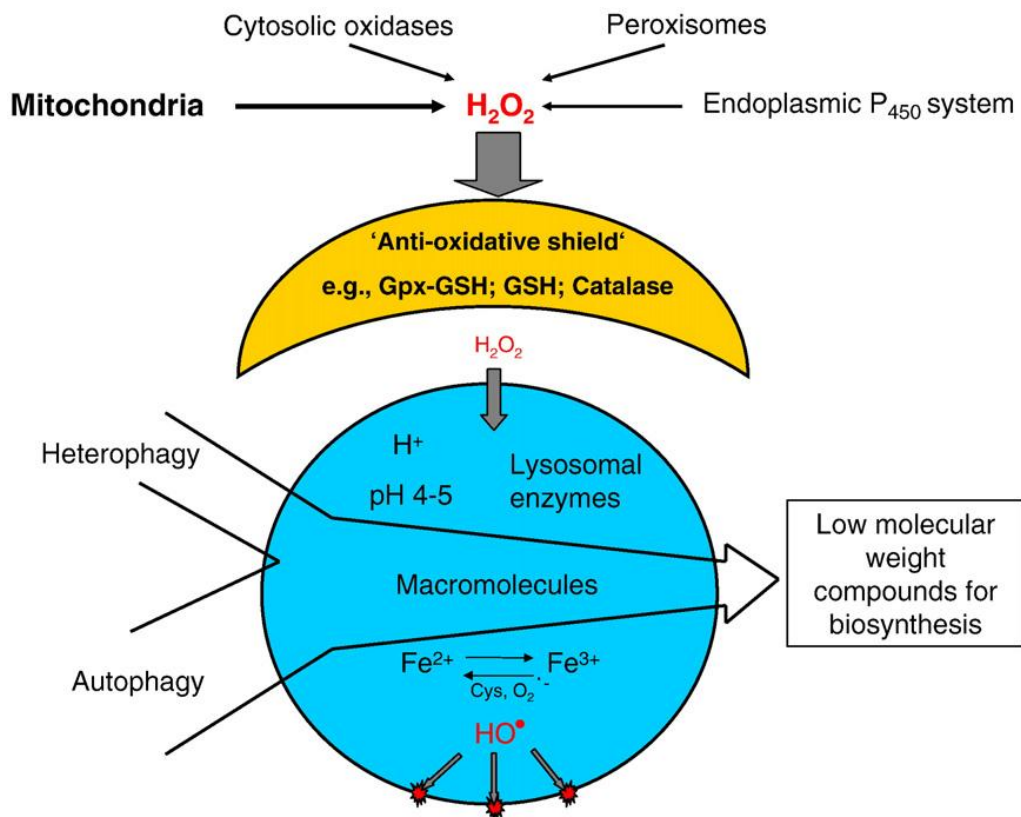 Cytosolic oxidases
Peroxisomes
Mitochondria
H₂O₂
Endoplasmic P₄₅₀ system
‘Anti-oxidative shield‘
e.g., Gpx-GSH; GSH; Catalase
H₂O₂
Heterophagy
H⁺
pH 4-5
Lysosomal
enzymes
Macromolecules
Low molecular
weight
compounds for
biosynthesis
Autophagy
Fe²⁺
Fe³⁺
Cys, O₂˙⁻
HO•